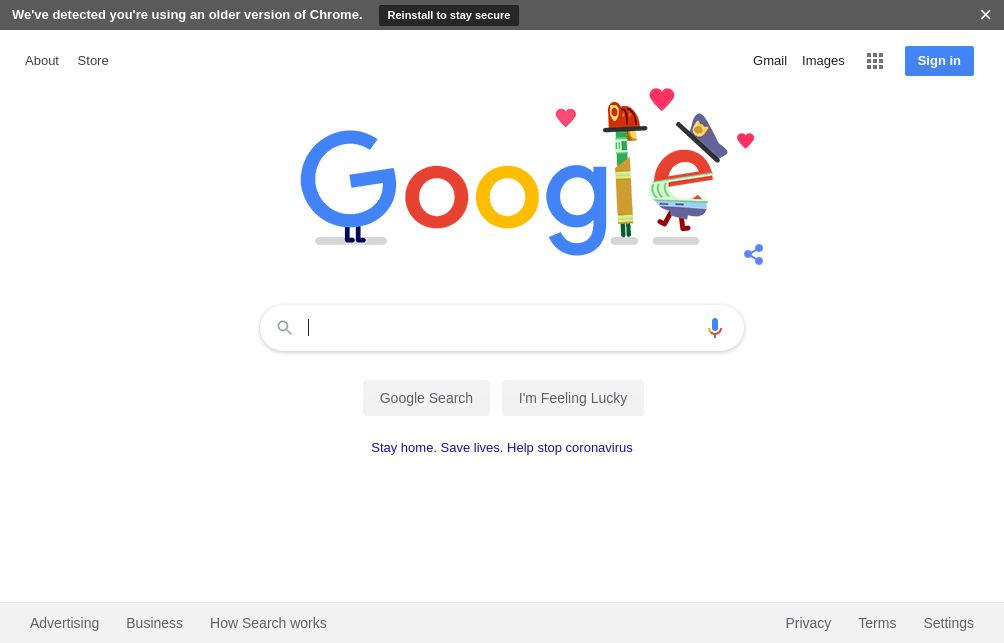 We've detected you're using an older version of Chrome. Reinstall to stay secure
About Store Gmail Images Sign in
Google
Google Search I'm Feeling Lucky
Stay home. Save lives. Help stop coronavirus
Advertising Business How Search works Privacy Terms Settings